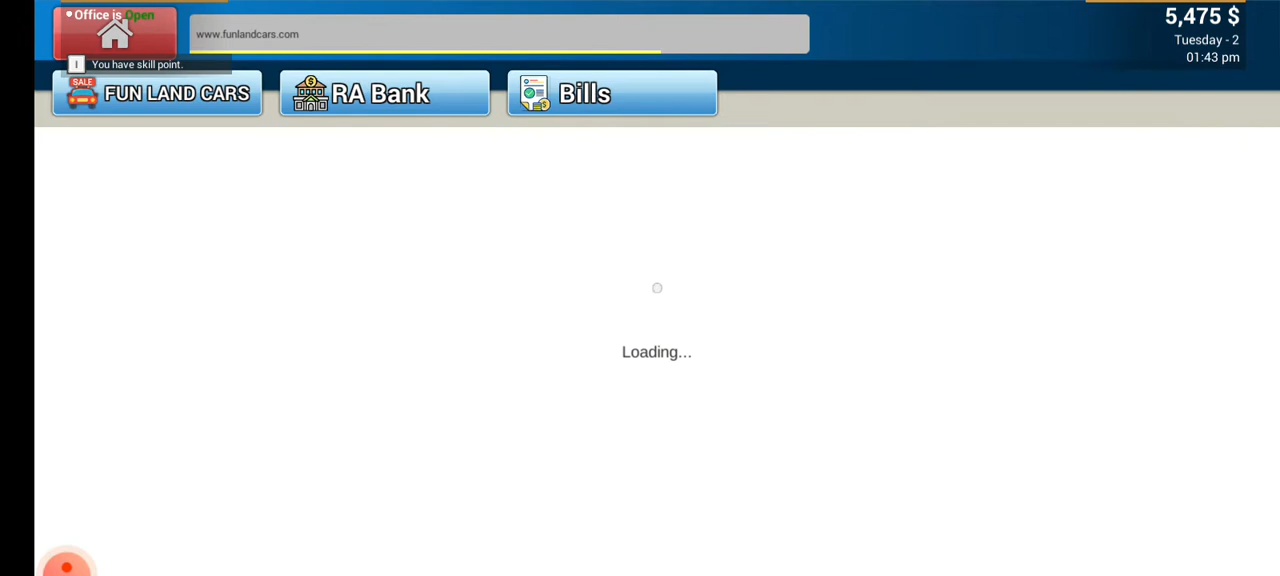 Office is Open
www.funlandcars.com
5,475 $
Tuesday - 2
01:43 pm
I You have skill point.
SALE FUN LAND CARS
RA Bank
Bills
Loading...